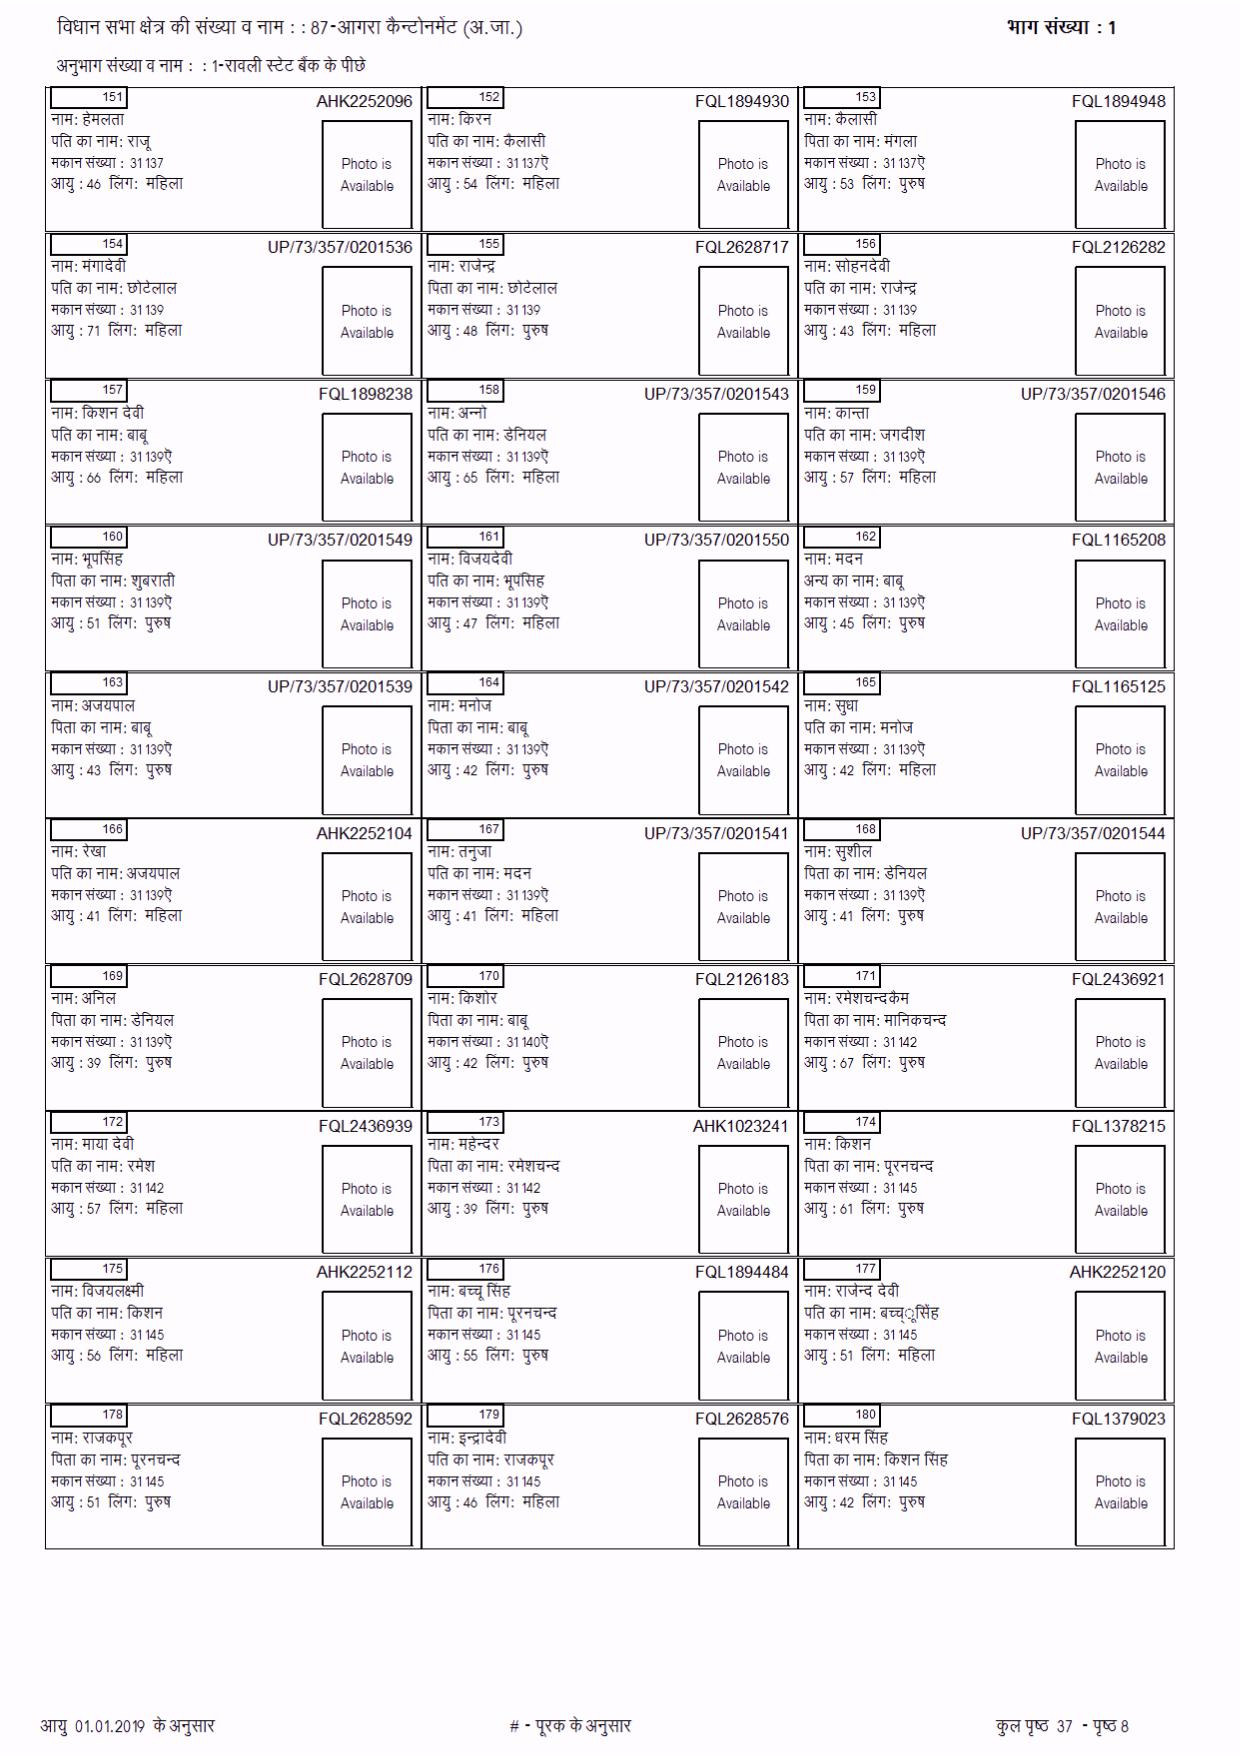 विधान सभा क्षेत्र की संख्या व नाम : : 87-आगरा कैन्टोनमेंट (अ.जा.)
भाग संख्या : 1
अनुभाग संख्या व नाम : : 1-रावली स्टेट बैंक के पीछे
151 AHK2252096
नाम: हेमलता
पति का नाम: राजू
मकान संख्या : 31137
आयु : 46 लिंग: महिला
Photo is
Available
152 FQL1894930
नाम: किरन
पति का नाम: कैलासी
मकान संख्या : 31137ऐ
आयु : 54 लिंग: महिला
Photo is
Available
153 FQL1894948
नाम: कैलासी
पिता का नाम: मंगला
मकान संख्या : 31137ऐ
आयु : 53 लिंग: पुरुष
Photo is
Available
154 UP/73/357/0201536
नाम: मंगादेवी
पति का नाम: छोटेलाल
मकान संख्या : 31139
आयु : 71 लिंग: महिला
Photo is
Available
155 FQL2628717
नाम: राजेन्द्र
पिता का नाम: छोटेलाल
मकान संख्या : 31139
आयु : 48 लिंग: पुरुष
Photo is
Available
156 FQL2126282
नाम: सोहनदेवी
पति का नाम: राजेन्द्र
मकान संख्या : 31139
आयु : 43 लिंग: महिला
Photo is
Available
157 FQL1898238
नाम: किशन देवी
पति का नाम: बाबू
मकान संख्या : 31139ऐ
आयु : 66 लिंग: महिला
Photo is
Available
158 UP/73/357/0201543
नाम: अन्नो
पति का नाम: डेनियल
मकान संख्या : 31139ऐ
आयु : 65 लिंग: महिला
Photo is
Available
159 UP/73/357/0201546
नाम: कान्ता
पति का नाम: जगदीश
मकान संख्या : 31139ऐ
आयु : 57 लिंग: महिला
Photo is
Available
160 UP/73/357/0201549
नाम: भूपसिंह
पिता का नाम: शुबराती
मकान संख्या : 31139ऐ
आयु : 51 लिंग: पुरुष
Photo is
Available
161 UP/73/357/0201550
नाम: विजयदेवी
पति का नाम: भूपंसिह
मकान संख्या : 31139ऐ
आयु : 47 लिंग: महिला
Photo is
Available
162 FQL1165208
नाम: मदन
अन्य का नाम: बाबू
मकान संख्या : 31139ऐ
आयु : 45 लिंग: पुरुष
Photo is
Available
163 UP/73/357/0201539
नाम: अजयपाल
पिता का नाम: बाबू
मकान संख्या : 31139ऐ
आयु : 43 लिंग: पुरुष
Photo is
Available
164 UP/73/357/0201542
नाम: मनोज
पिता का नाम: बाबू
मकान संख्या : 31139ऐ
आयु : 42 लिंग: पुरुष
Photo is
Available
165 FQL1165125
नाम: सुधा
पति का नाम: मनोज
मकान संख्या : 31139ऐ
आयु : 42 लिंग: महिला
Photo is
Available
166 AHK2252104
नाम: रेखा
पति का नाम: अजयपाल
मकान संख्या : 31139ऐ
आयु : 41 लिंग: महिला
Photo is
Available
167 UP/73/357/0201541
नाम: तनुजा
पति का नाम: मदन
मकान संख्या : 31139ऐ
आयु : 41 लिंग: महिला
Photo is
Available
168 UP/73/357/0201544
नाम: सुशील
पिता का नाम: डेनियल
मकान संख्या : 31139ऐ
आयु : 41 लिंग: पुरुष
Photo is
Available
169 FQL2628709
नाम: अनिल
पिता का नाम: डेनियल
मकान संख्या : 31139ऐ
आयु : 39 लिंग: पुरुष
Photo is
Available
170 FQL2126183
नाम: किशोर
पिता का नाम: बाबू
मकान संख्या : 31140ऐ
आयु : 42 लिंग: पुरुष
Photo is
Available
171 FQL2436921
नाम: रमेशचन्दकैम
पिता का नाम: मानिकचन्द
मकान संख्या : 31142
आयु : 67 लिंग: पुरुष
Photo is
Available
172 FQL2436939
नाम: माया देवी
पति का नाम: रमेश
मकान संख्या : 31142
आयु : 57 लिंग: महिला
Photo is
Available
173 AHK1023241
नाम: महेन्दर
पिता का नाम: रमेशचन्द
मकान संख्या : 31142
आयु : 39 लिंग: पुरुष
Photo is
Available
174 FQL1378215
नाम: किशन
पिता का नाम: पूरनचन्द
मकान संख्या : 31145
आयु : 61 लिंग: पुरुष
Photo is
Available
175 AHK2252112
नाम: विजयलक्ष्मी
पति का नाम: किशन
मकान संख्या : 31145
आयु : 56 लिंग: महिला
Photo is
Available
176 FQL1894484
नाम: बच्चू सिंह
पिता का नाम: पूरनचन्द
मकान संख्या : 31145
आयु : 55 लिंग: पुरुष
Photo is
Available
177 AHK2252120
नाम: राजेन्द देवी
पति का नाम: बच्च्ूसिेंह
मकान संख्या : 31145
आयु : 51 लिंग: महिला
Photo is
Available
178 FQL2628592
नाम: राजकपूर
पिता का नाम: पूरनचन्द
मकान संख्या : 31145
आयु : 51 लिंग: पुरुष
Photo is
Available
179 FQL2628576
नाम: इन्द्रादेवी
पति का नाम: राजकपूर
मकान संख्या : 31145
आयु : 46 लिंग: महिला
Photo is
Available
180 FQL1379023
नाम: धरम सिंह
पिता का नाम: किशन सिंह
मकान संख्या : 31145
आयु : 42 लिंग: पुरुष
Photo is
Available
आयु 01.01.2019 के अनुसार
# - पूरक के अनुसार
कुल पृष्ठ 37 - पृष्ठ 8